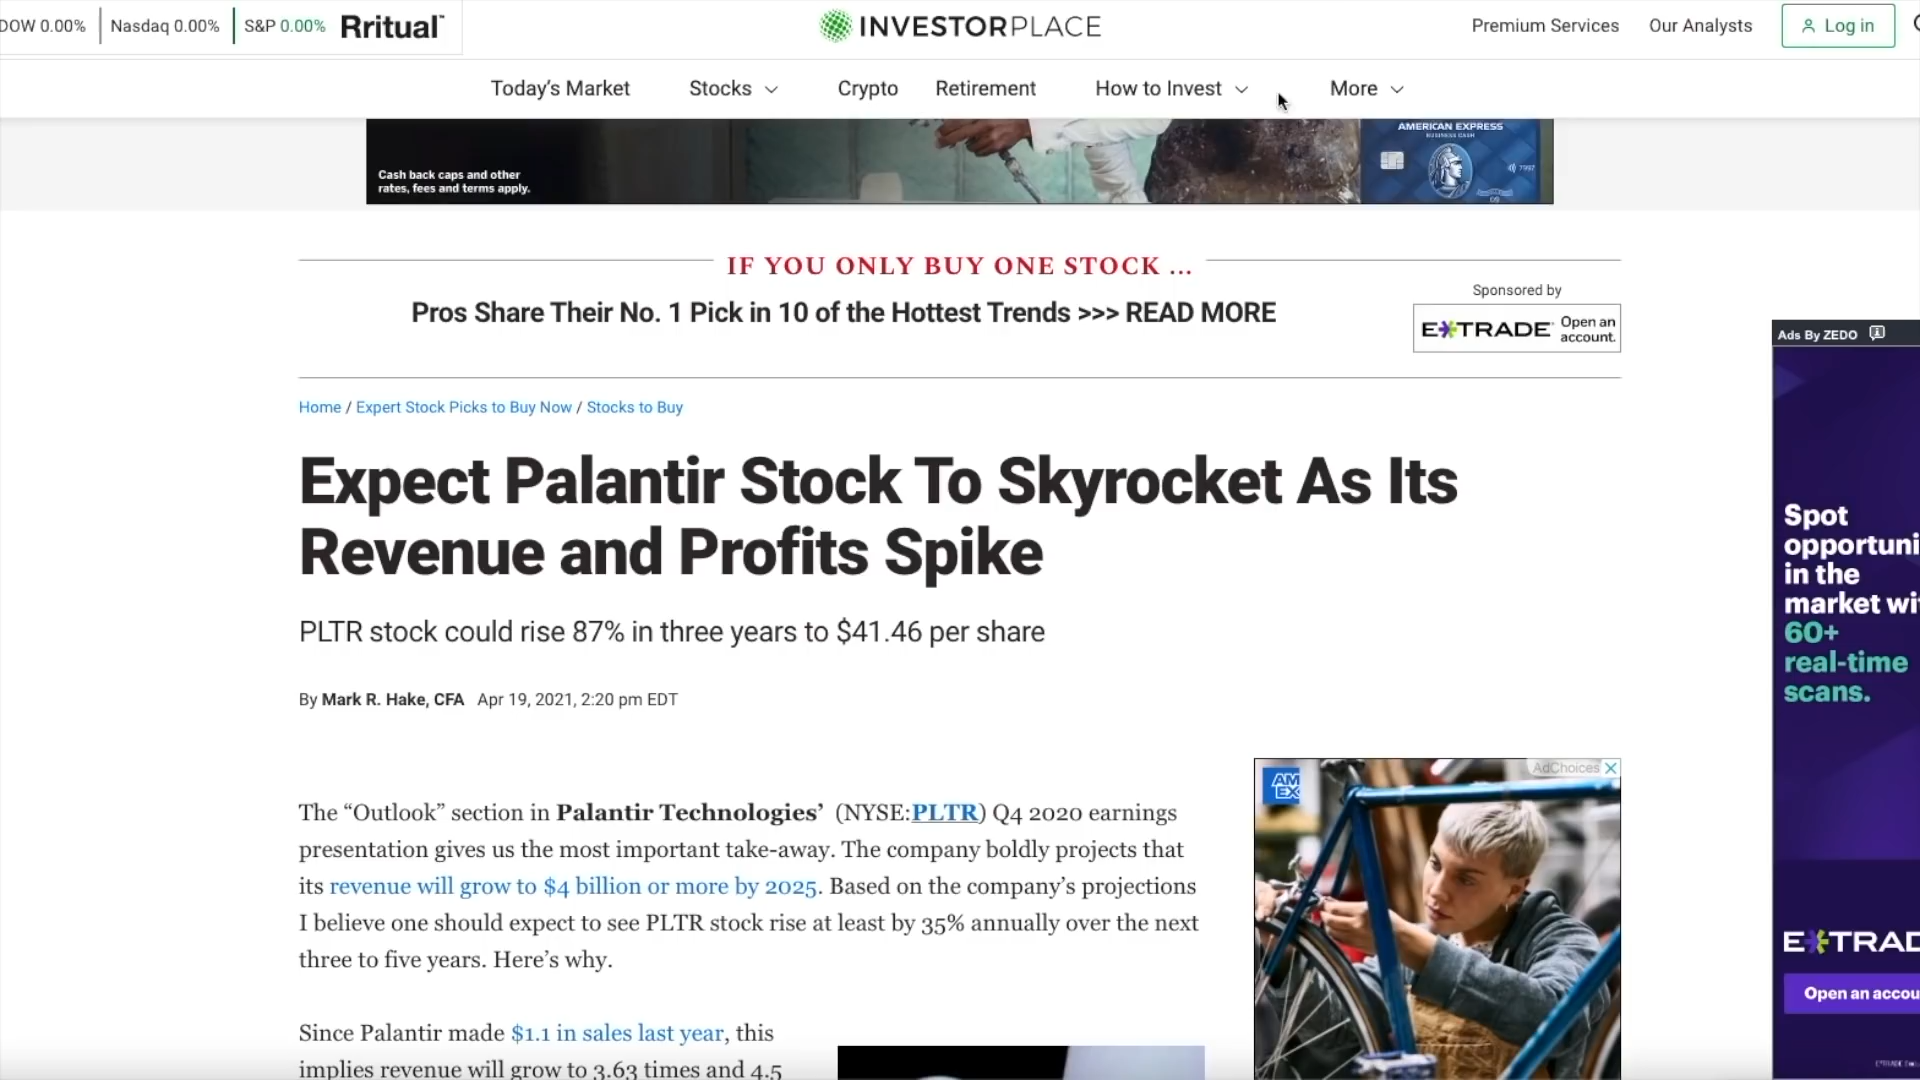 DOW 0.00% Nasdaq 0.00% S&P 0.00% Rritual™
INVESTORPLACE
Premium Services Our Analysts Log in
Today’s Market Stocks Crypto Retirement How to Invest More
Cash back caps and other
rates, fees and terms apply.
AMERICAN EXPRESS
BUSINESS CASH
7997
IF YOU ONLY BUY ONE STOCK ...
Pros Share Their No. 1 Pick in 10 of the Hottest Trends >>> READ MORE
Sponsored by
E*TRADE Open an
account.
Ads By ZEDO
Home / Expert Stock Picks to Buy Now / Stocks to Buy
Expect Palantir Stock To Skyrocket As Its
Revenue and Profits Spike
PLTR stock could rise 87% in three years to $41.46 per share
By Mark R. Hake, CFA Apr 19, 2021, 2:20 pm EDT
The “Outlook” section in Palantir Technologies’ (NYSE:PLTR) Q4 2020 earnings
presentation gives us the most important take-away. The company boldly projects that
its revenue will grow to $4 billion or more by 2025. Based on the company’s projections
I believe one should expect to see PLTR stock rise at least by 35% annually over the next
three to five years. Here’s why.
Since Palantir made $1.1 in sales last year, this
implies revenue will grow to 3.63 times and 4.5
AdChoices
AM
EX
Spot
opportuni
in the
market wi
60+
real-time
scans.
E*TRAD
Open an accou